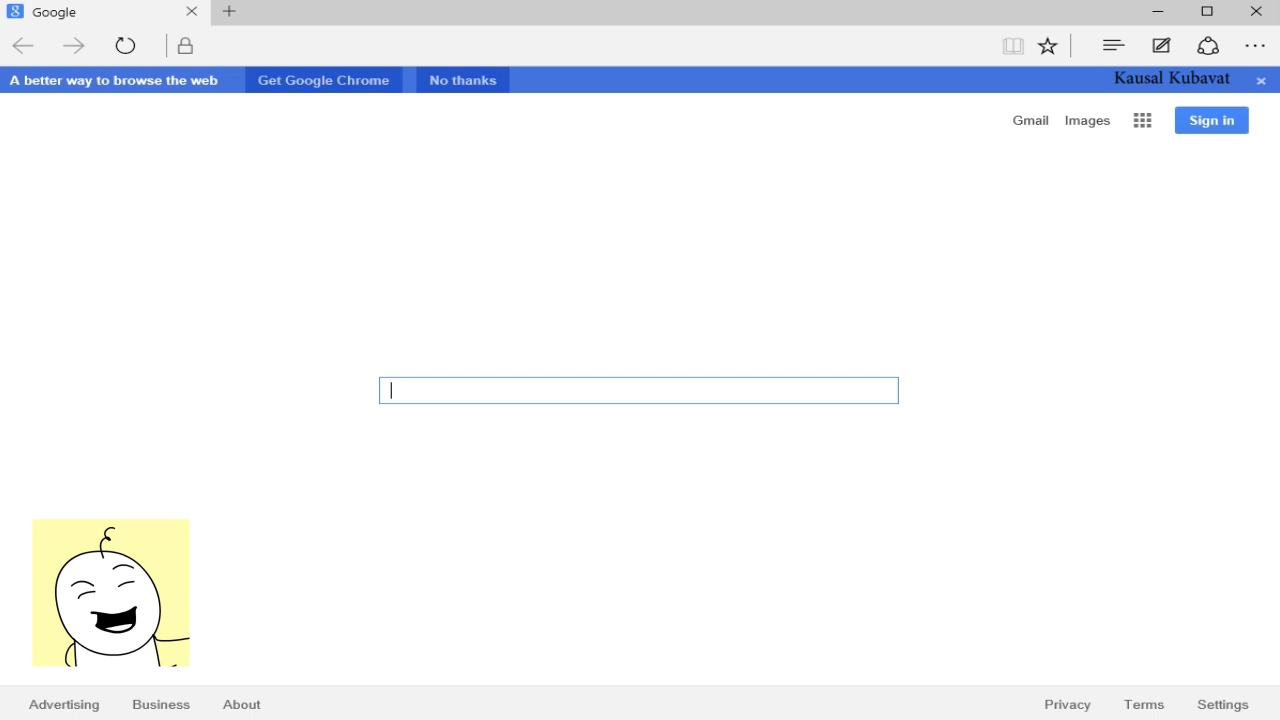 Google
A better way to browse the web Get Google Chrome No thanks Kausal Kubavat
Gmail Images Sign in
Advertising Business About Privacy Terms Settings